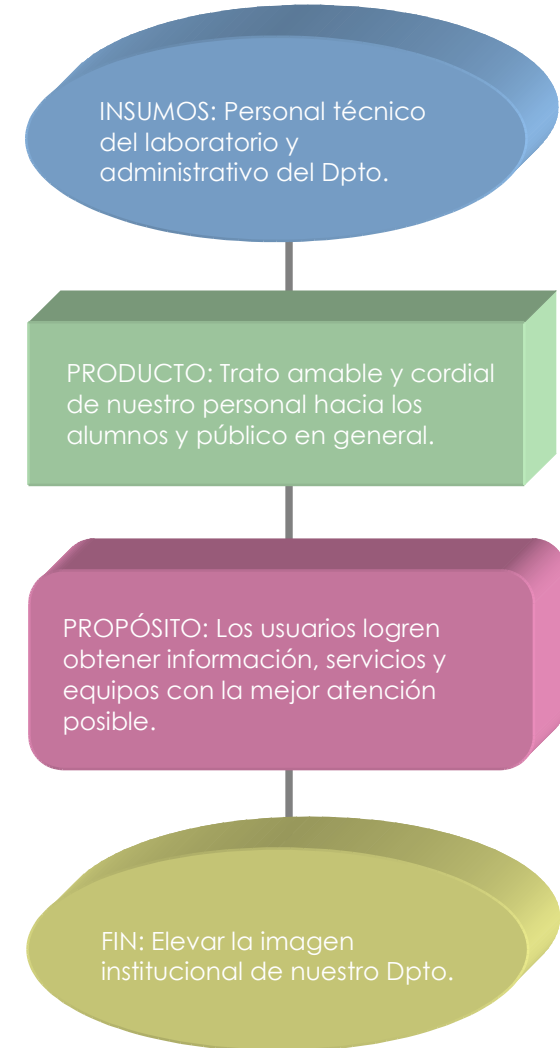 INSUMOS: Personal técnico
del laboratorio y
administrativo del Dpto.
PRODUCTO: Trato amable y cordial
de nuestro personal hacia los
alumnos y público en general.
PROPÓSITO: Los usuarios logren
obtener información, servicios y
equipos con la mejor atención
posible.
FIN: Elevar la imagen
institucional de nuestro Dpto.